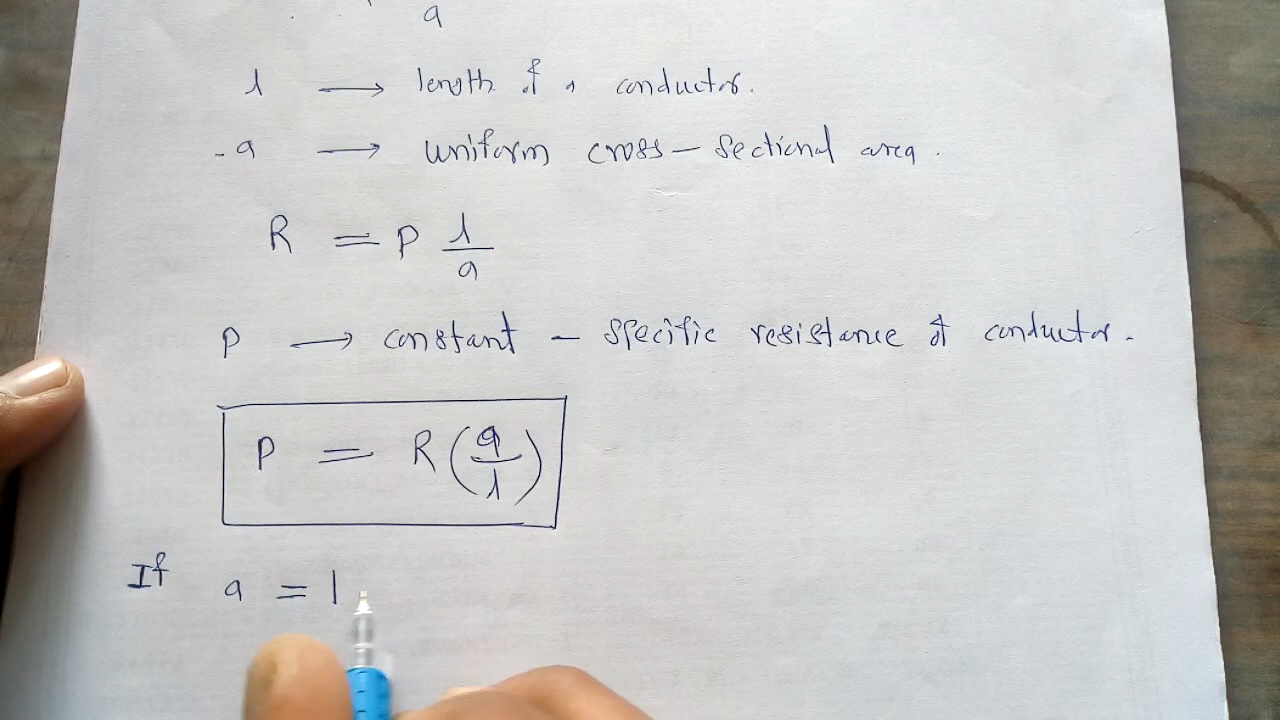 a
l → length of a conductor.
- a → uniform cross - sectional area.
R = ρ l/a
ρ → constant - specific resistance of conductor.
ρ = R(a/l)
If a = 1